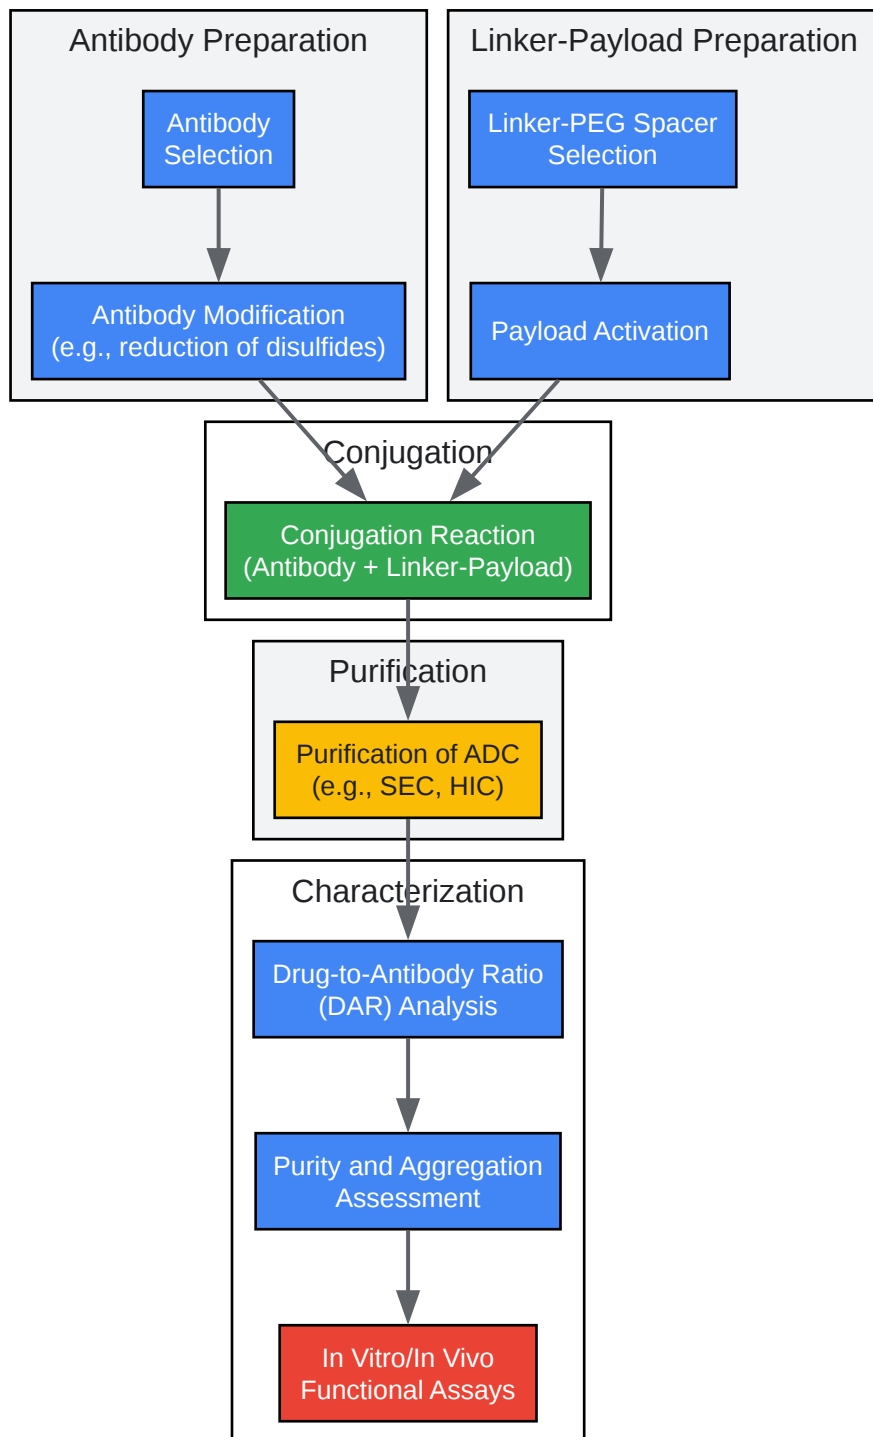 Antibody Preparation
Antibody
Selection
Antibody Modification
(e.g., reduction of disulfides)
Linker-Payload Preparation
Linker-PEG Spacer
Selection
Payload Activation
Conjugation
Conjugation Reaction
(Antibody + Linker-Payload)
Purification
Purification of ADC
(e.g., SEC, HIC)
Characterization
Drug-to-Antibody Ratio
(DAR) Analysis
Purity and Aggregation
Assessment
In Vitro/In Vivo
Functional Assays